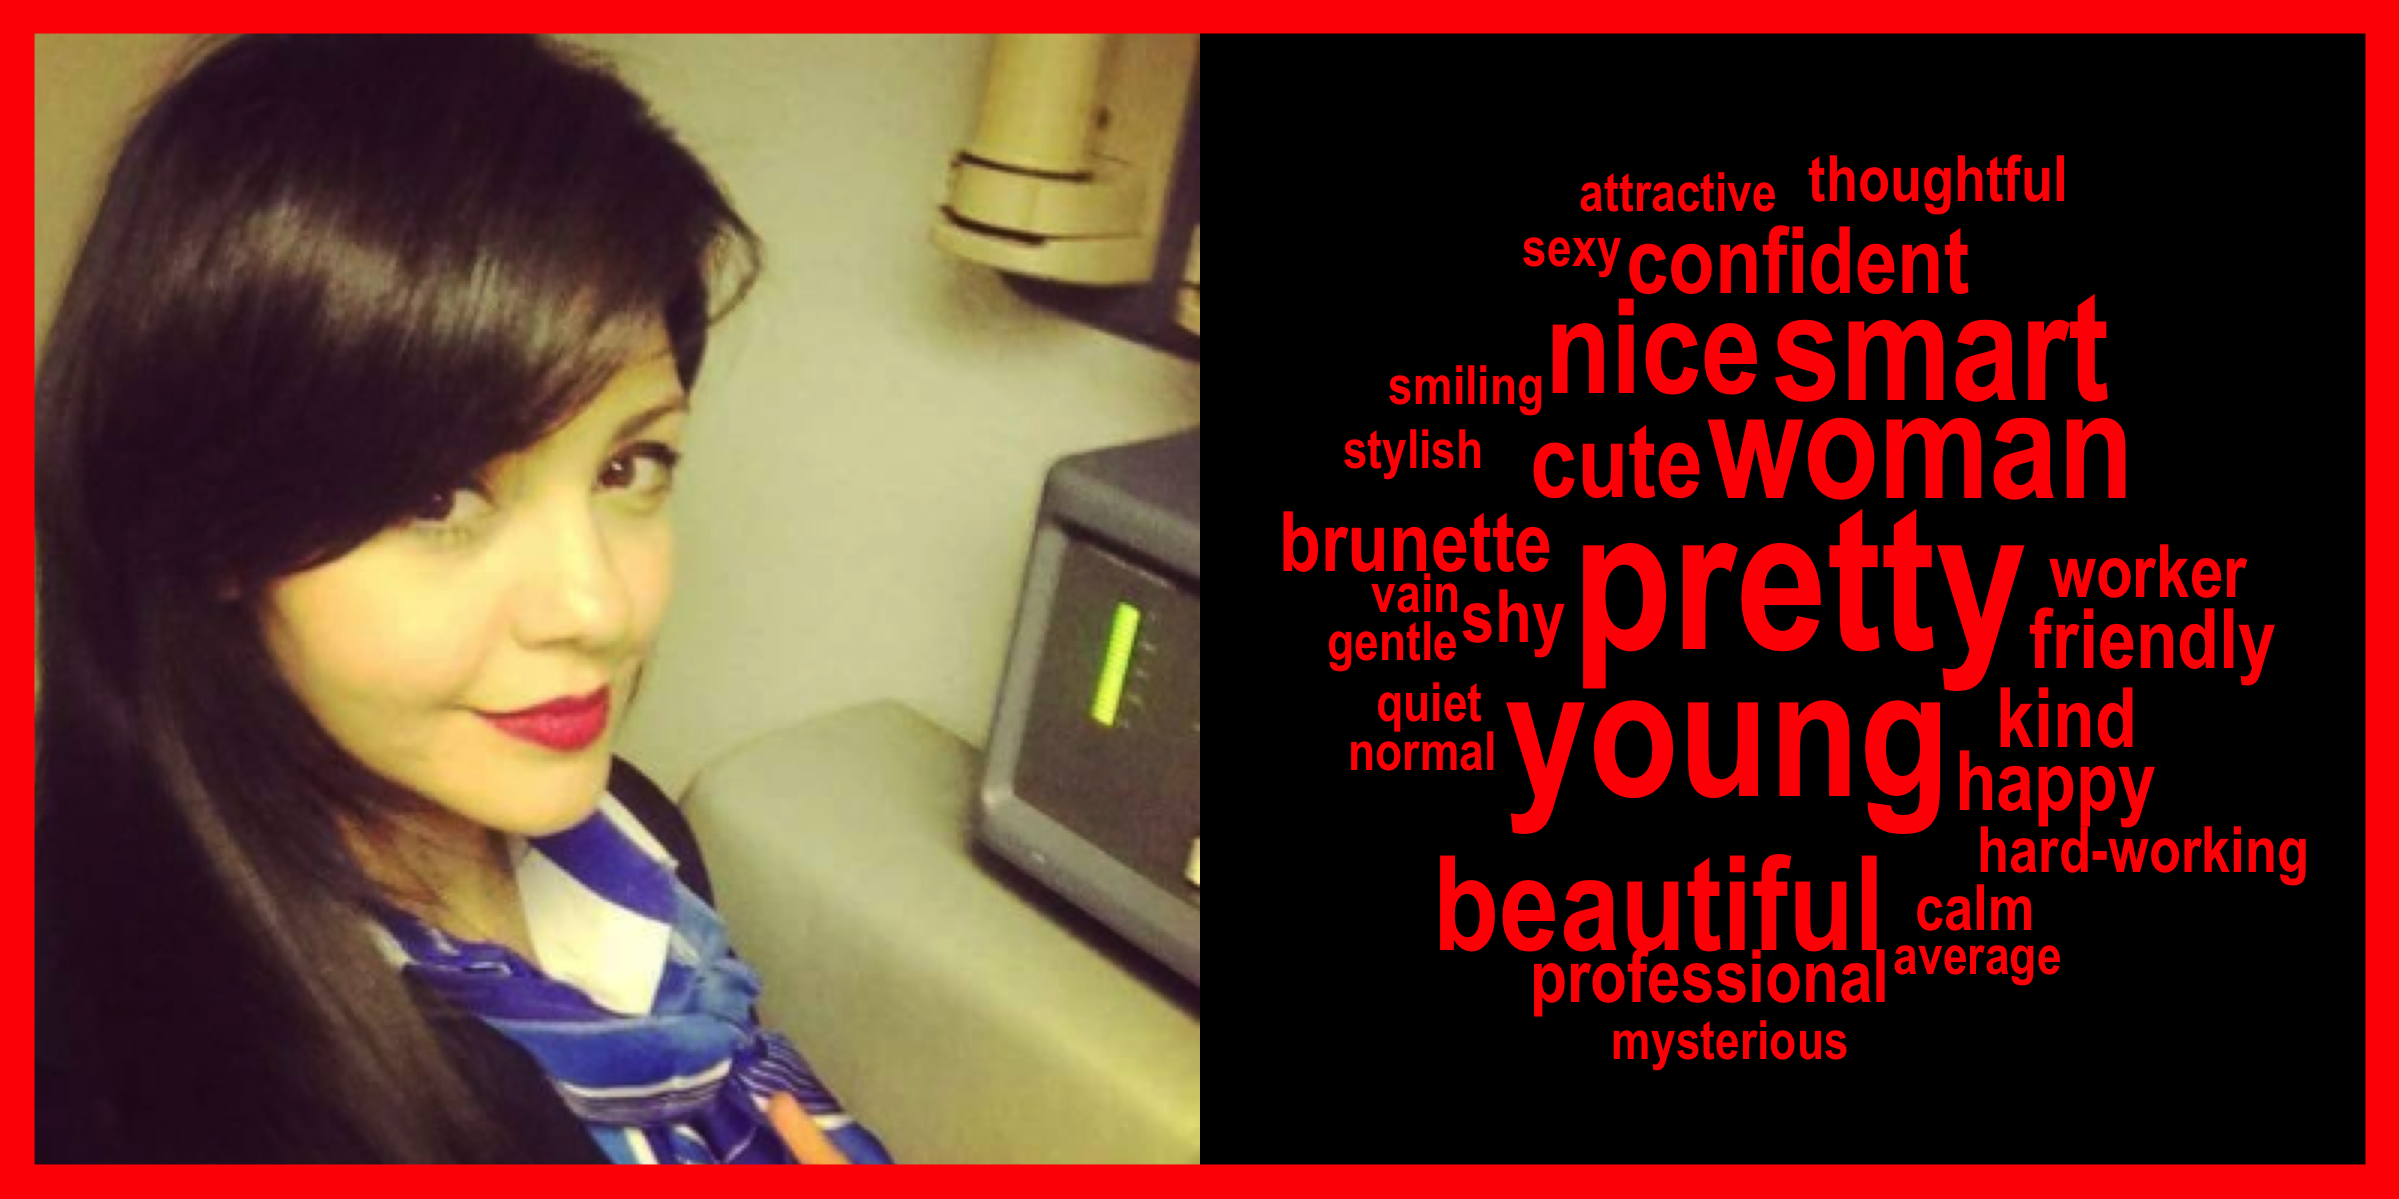 attractive thoughtful
sexy confident
nice smart
smiling
stylish cute woman
brunette pretty worker
vain shy friendly
gentle
quiet young kind
normal happy
hard-working
beautiful calm
professional average
mysterious